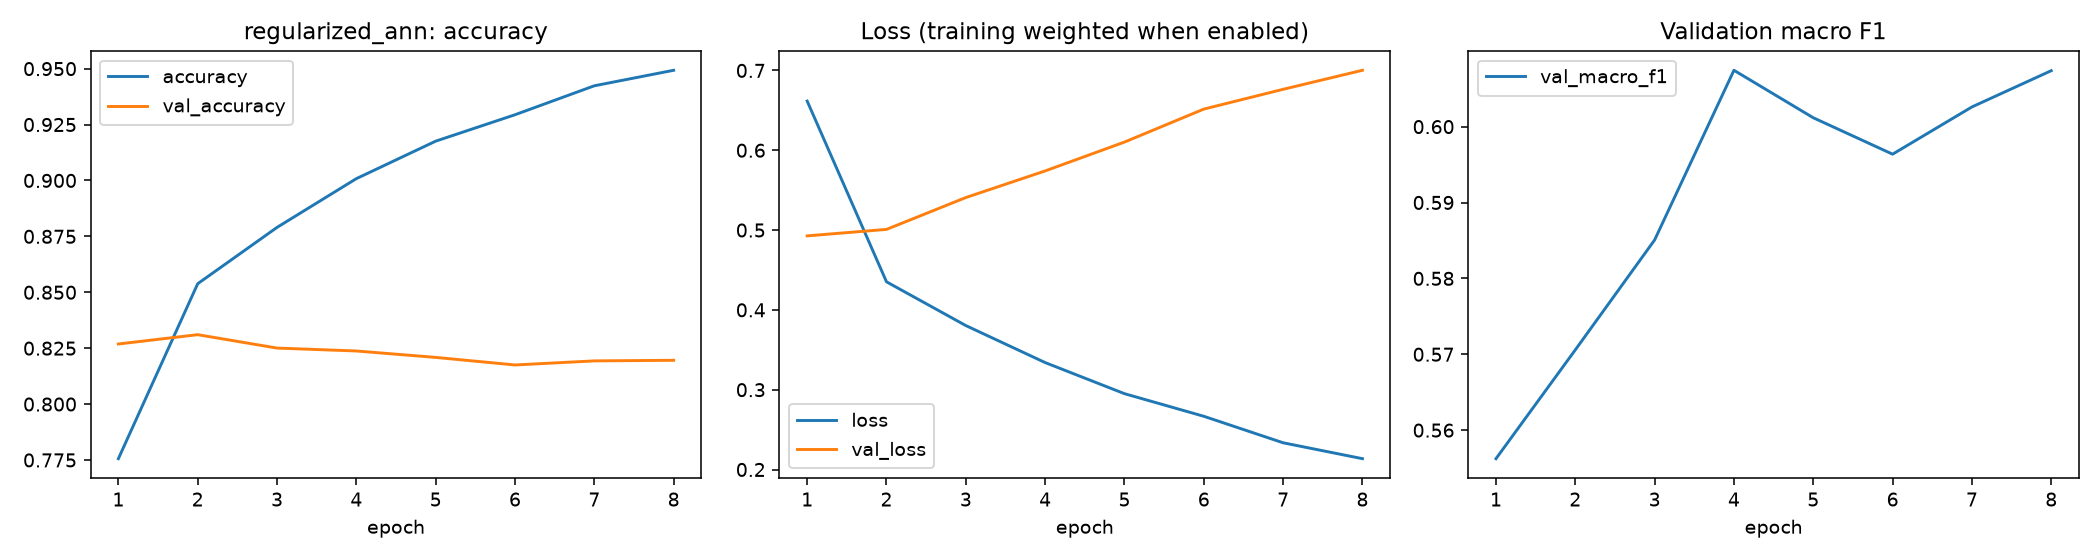 regularized_ann: accuracy
accuracy
val_accuracy
0.950
0.925
0.900
0.875
0.850
0.825
0.800
0.775
1 2 3 4 5 6 7 8
epoch
Loss (training weighted when enabled)
0.7
0.6
0.5
0.4
0.3
0.2
loss
val_loss
1 2 3 4 5 6 7 8
epoch
Validation macro F1
val_macro_f1
0.60
0.59
0.58
0.57
0.56
1 2 3 4 5 6 7 8
epoch